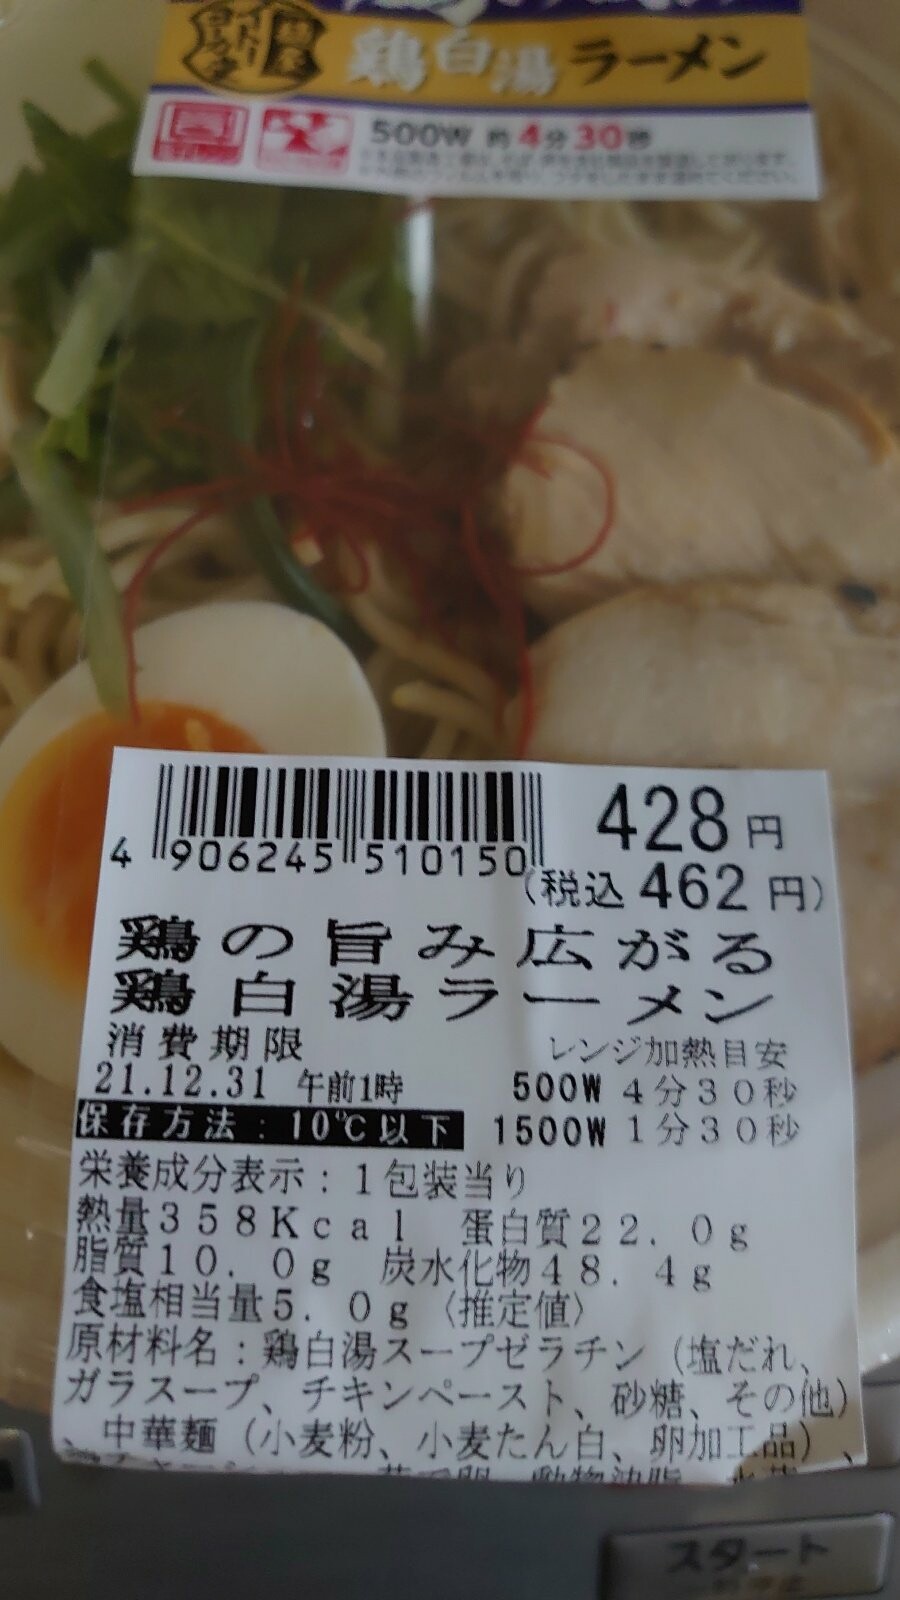 鶏白湯ラーメン
500W 約4分30秒
4 906245 510150
428円
(税込 462 円)
鶏の旨み広がる
鶏白湯ラーメン
消費期限
21.12.31 午前1時
レンジ加熱目安
500W 4分30秒
保存方法:10℃以下
1500W 1分30秒
栄養成分表示:1包装当り
熱量358Kcal 蛋白質22.0g
脂質10.0g 炭水化物48.4g
食塩相当量5.0g〈推定値〉
原材料名:鶏白湯スープゼラチン(塩だれ、
ガラスープ、チキンペースト、砂糖、その他)
、中華麺(小麦粉、小麦たん白、卵加工品)、
スタート